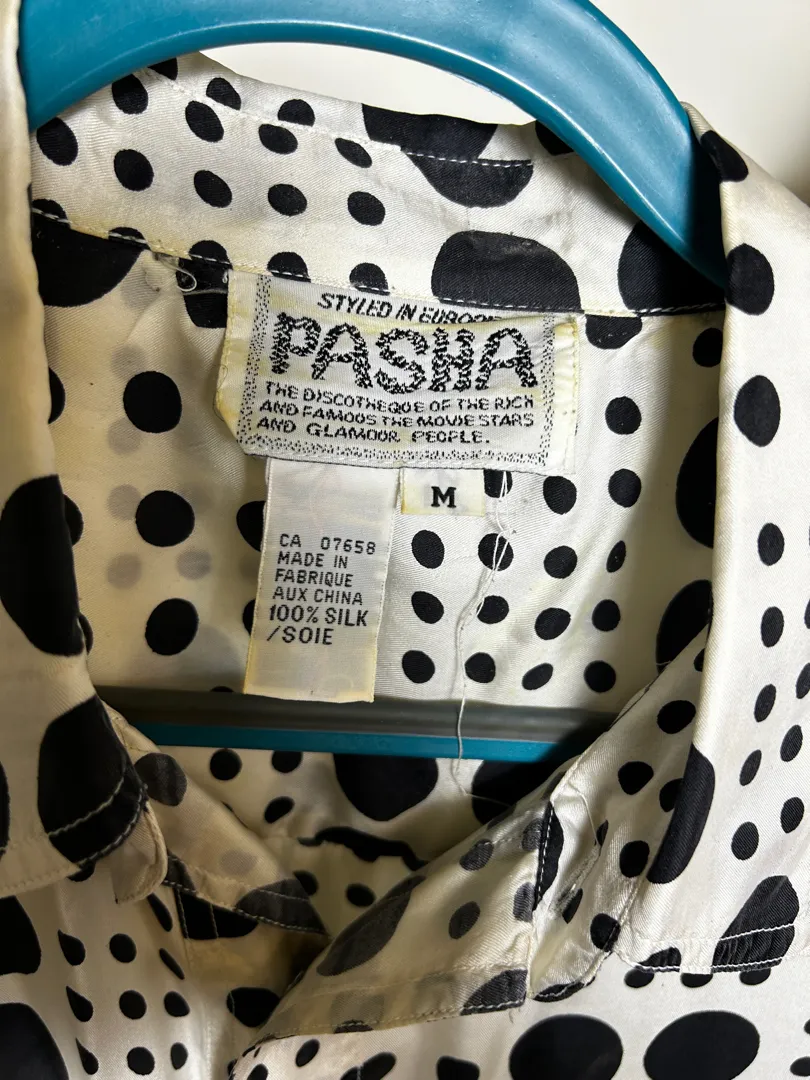 STYLED IN EUROPE
PASHA
THE DISCOTHEQUE OF THE RICH
AND FAMOUS THE MOVIE STARS
AND GLAMOUR PEOPLE.
M
CA 07658
MADE IN
FABRIQUE
AUX CHINA
100% SILK
/SOIE